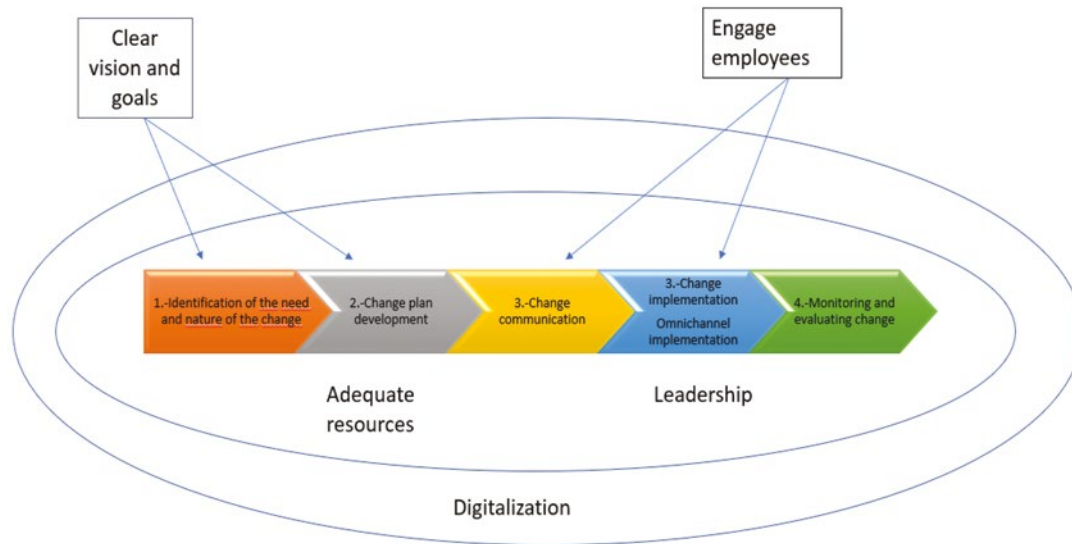 Clear
vision and
goals
Engage
employees
1.-Identification of the need
and nature of the change
2.-Change plan
development
3.-Change
communication
3.-Change
implementation
Omnichannel
implementation
4.-Monitoring and
evaluating change
Adequate
resources
Leadership
Digitalization